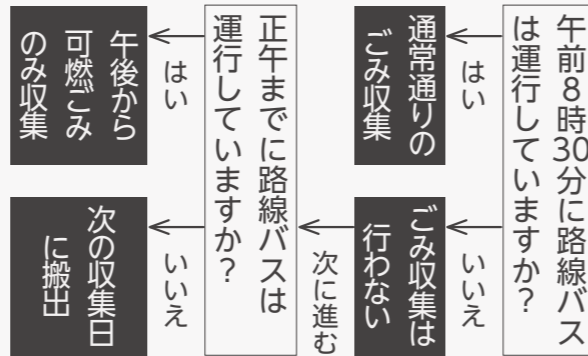 午前8時30分に路線バス
は運行していますか?
はい
通常通りの
ごみ収集
いいえ
ごみ収集は
行わない
次に進む
正午までに路線バスは
運行していますか?
はい
午後から
可燃ごみ
のみ収集
いいえ
次の収集日
に搬出